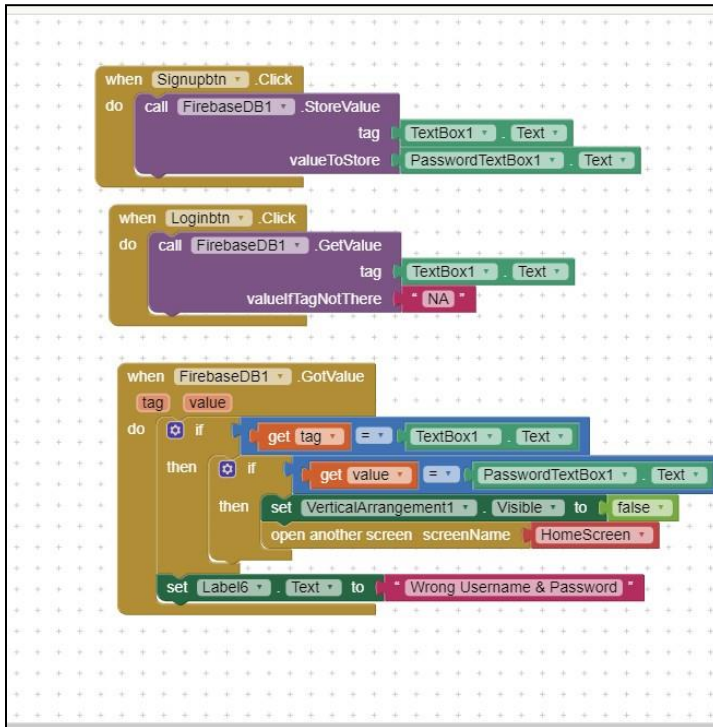 when Signupbtn .Click
do call FirebaseDB1 .StoreValue
tag TextBox1 . Text
valueToStore PasswordTextBox1 . Text
when Loginbtn .Click
do call FirebaseDB1 .GetValue
tag TextBox1 . Text
valueIfTagNotThere " NA "
when FirebaseDB1 .GotValue
tag value
do if get tag = TextBox1 . Text
then if get value = PasswordTextBox1 . Text
then set VerticalArrangement1 . Visible to false
open another screen screenName HomeScreen
set Label6 . Text to " Wrong Username & Password "